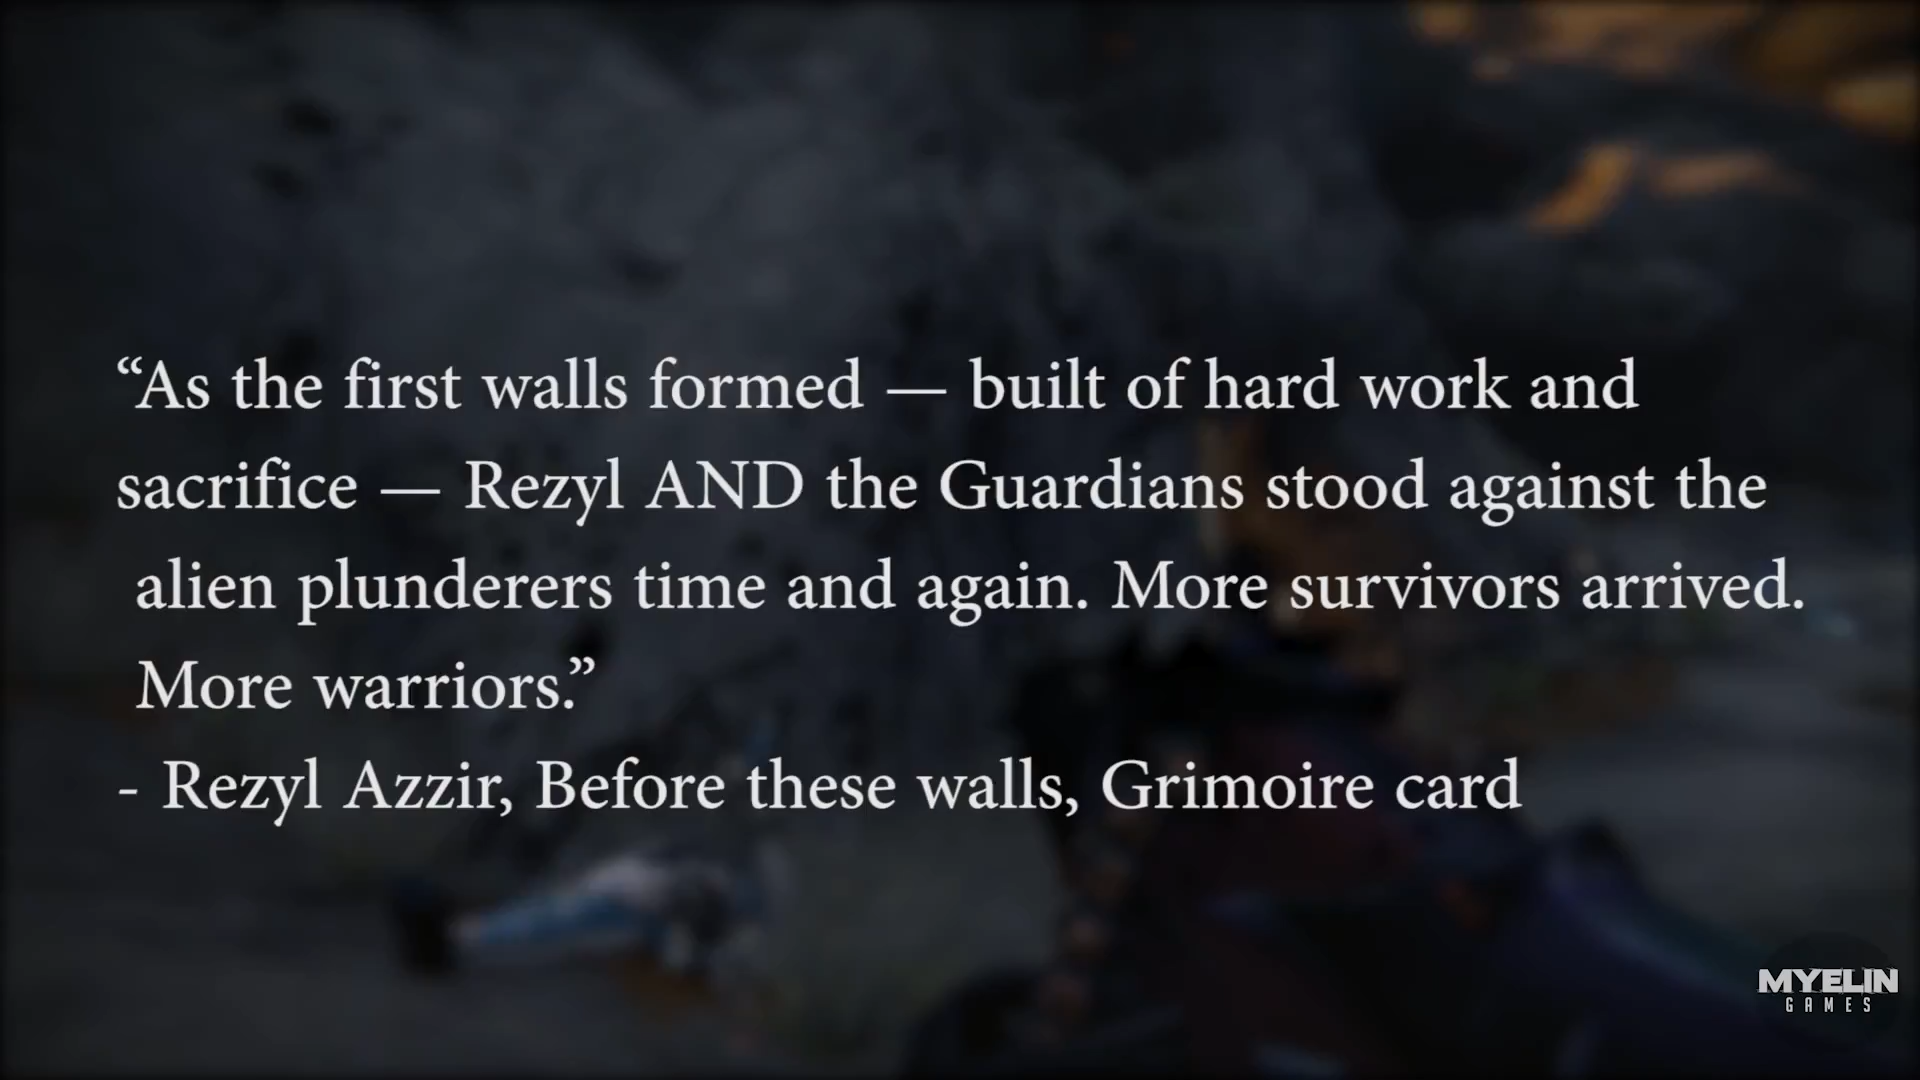 “As the first walls formed — built of hard work and
sacrifice — Rezyl AND the Guardians stood against the
alien plunderers time and again. More survivors arrived.
More warriors.”
- Rezyl Azzir, Before these walls, Grimoire card
MYELIN
GAMES